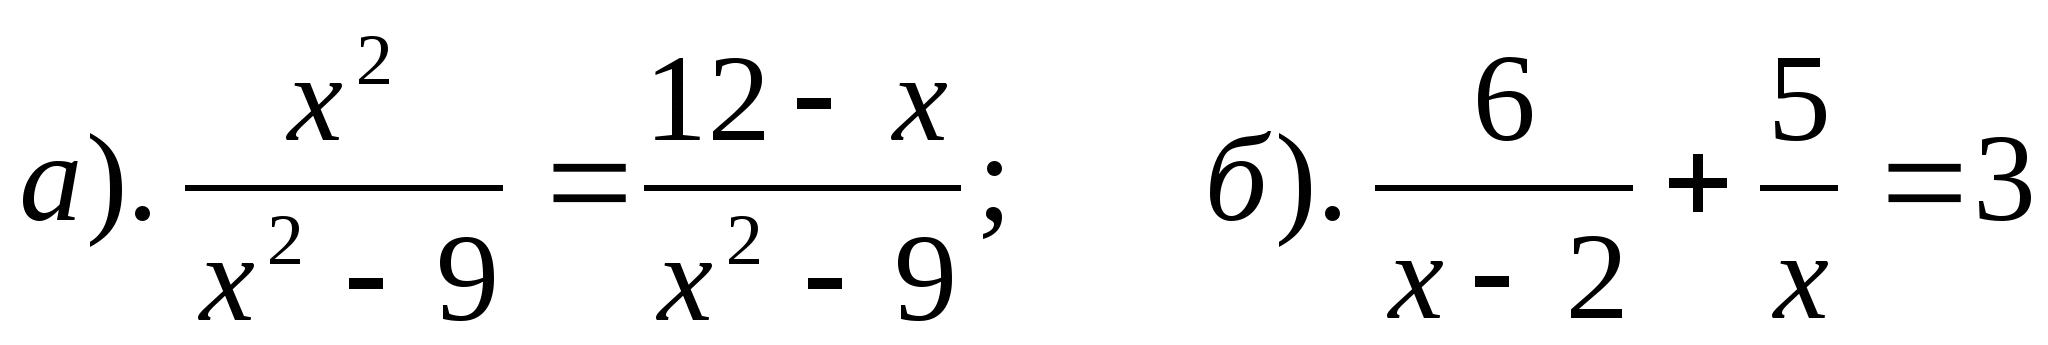 а). x²/(x² - 9) = (12 - x)/(x² - 9); б). 6/(x - 2) + 5/x = 3